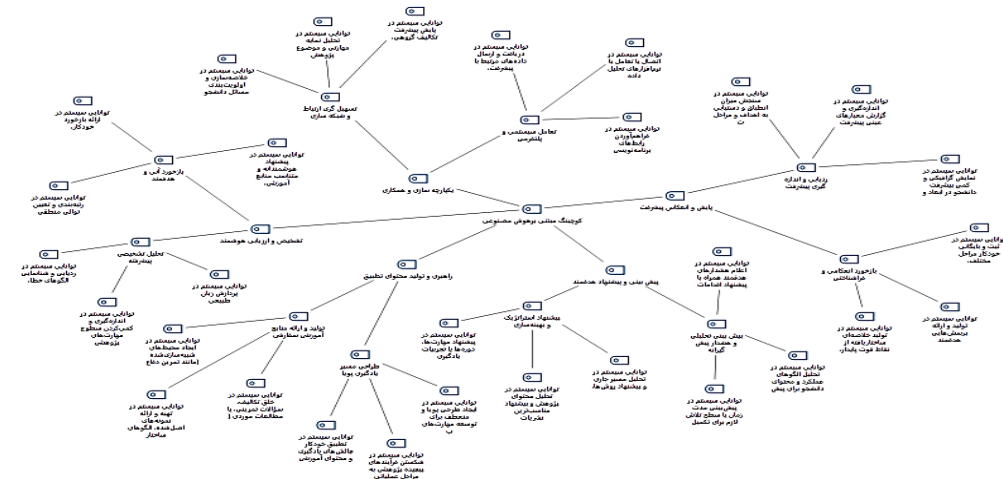 توانایی سیستم در
پایش پیشرفت
تکالیف گروهی.
توانایی سیستم در
تحلیل نمایه
مهارتی و موضوع
پژوهش
توانایی سیستم در
خلاصه‌سازی و
اولویت‌بندی
مسائل دانشجو
تسهیل گری ارتباط
و شبکه سازی
توانایی سیستم در
دریافت و ارسال
داده‌های مرتبط با
پیشرفت.
توانایی سیستم در
اتصال یا تعامل با
نرم‌افزارهای تحلیل
داده
توانایی سیستم در
فراهم‌آوردن
رابط‌های
برنامه‌نویسی
تعامل سیستمی و
پلتفرمی
یکپارچه سازی و همکاری
توانایی سیستم در
سنجش میزان
انطباق و دستیابی
به اهداف و مراحل
ت
توانایی سیستم در
اندازه‌گیری و
گزارش معیارهای
عینی پیشرفت
توانایی سیستم در
نمایش گرافیکی و
کمی پیشرفت
دانشجو در ابعاد و
ردیابی و اندازه
گیری پیشرفت
پایش و انعکاس پیشرفت
توانایی سیستم در
ارائه بازخورد
خودکار،
توانایی سیستم در
پیشنهاد
هوشمندانه و
متناسب منابع
آموزشی،
توانایی سیستم در
رتبه‌بندی و تعیین
توالی منطقی
بازخورد آنی و
هدفمند
کوچینگ مبتنی برهوش مصنوعی
تشخیص و ارزیابی هوشمند
تحلیل تشخیصی
پیشرفته
توانایی سیستم در
ردیابی و شناسایی
الگوهای خطا،
توانایی سیستم در
پردازش زبان
طبیعی
توانایی سیستم در
اندازه‌گیری و
کمی‌کردن سطوح
مهارت‌های
پژوهشی
راهبری و تولید محتوای تطبیق
تولید و ارائه منابع
آموزشی سفارشی
توانایی سیستم در
ایجاد محیط‌های
شبیه‌سازی‌شده
(مانند تمرین دفاع
توانایی سیستم در
تهیه و ارائه
نمونه‌های
اصل‌شده، الگوهای
ساختار
توانایی سیستم در
خلق تکالیف،
سؤالات تمرینی، یا
مطالعات موردی (
طراحی مسیر
یادگیری پویا
توانایی سیستم در
تطبیق خودکار
چالش‌های یادگیری
و محتوای آموزشی
توانایی سیستم در
شکستن فرآیندهای
پیچیده پژوهشی به
مراحل عملیاتی
توانایی سیستم در
ایجاد طرحی پویا و
منعطف برای
توسعه مهارت‌های
پ
پیش بینی و پیشنهاد هدفمند
پیشنهاد استراتژیک
و بهینه‌سازی
توانایی سیستم در
پیشنهاد مهارت‌ها،
دوره‌ها یا تجربیات
یادگیری
توانایی سیستم در
تحلیل محتوای
پژوهش و پیشنهاد
مناسب‌ترین
نشریات
توانایی سیستم در
تحلیل مسیر جاری
و پیشنهاد روش‌ها،
توانایی سیستم در
اعلام هشدارهای
هدفمند همراه با
پیشنهاد اقدامات
پیش بینی تحلیلی
و هشدار پیش
گیرانه
توانایی سیستم در
تحلیل الگوهای
عملکرد و محتوای
دانشجو برای پیش
توانایی سیستم در
پیش‌بینی مدت
زمان یا سطح تلاش
لازم برای تکمیل
بازخورد انعکاسی و
فراشناختی
توانایی سیستم در
ثبت و بایگانی
خودکار مراحل
مختلف،
توانایی سیستم در
تولید و ارائه
پرسش‌هایی
هدفمند
توانایی سیستم در
تولید خلاصه‌ای
ساختاریافته از
نقاط قوت پایدار،